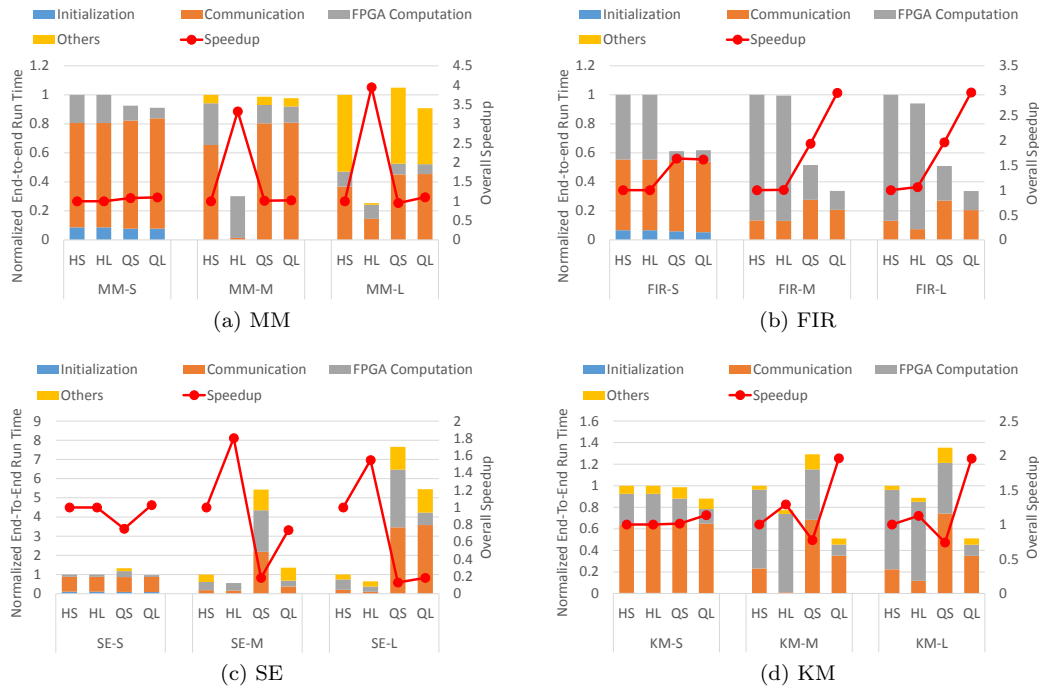 Initialization Communication FPGA Computation
Others Speedup
Normalized End-to-end Run Time
1.2
1
0.8
0.6
0.4
0.2
0
4.5
4
3.5
3
2.5
2
1.5
1
0.5
0
Overall Speedup
HS HL QS QL HS HL QS QL HS HL QS QL
MM-S MM-M MM-L
(a) MM
Initialization Communication FPGA Computation
Others Speedup
Normalized End-to-end Run Time
1.2
1
0.8
0.6
0.4
0.2
0
3.5
3
2.5
2
1.5
1
0.5
0
Overall Speedup
HS HL QS QL HS HL QS QL HS HL QS QL
FIR-S FIR-M FIR-L
(b) FIR
Initialization Communication FPGA Computation
Others Speedup
Normalized End-To-End Run Time
9
8
7
6
5
4
3
2
1
0
2
1.8
1.6
1.4
1.2
1
0.8
0.6
0.4
0.2
0
Overall Speedup
HS HL QS QL HS HL QS QL HS HL QS QL
SE-S SE-M SE-L
(c) SE
Initialization Communication FPGA Computation
Others Speedup
Normalized End-To-End Run Time
1.6
1.4
1.2
1
0.8
0.6
0.4
0.2
0
2.5
2
1.5
1
0.5
0
Overall Speedup
HS HL QS QL HS HL QS QL HS HL QS QL
KM-S KM-M KM-L
(d) KM